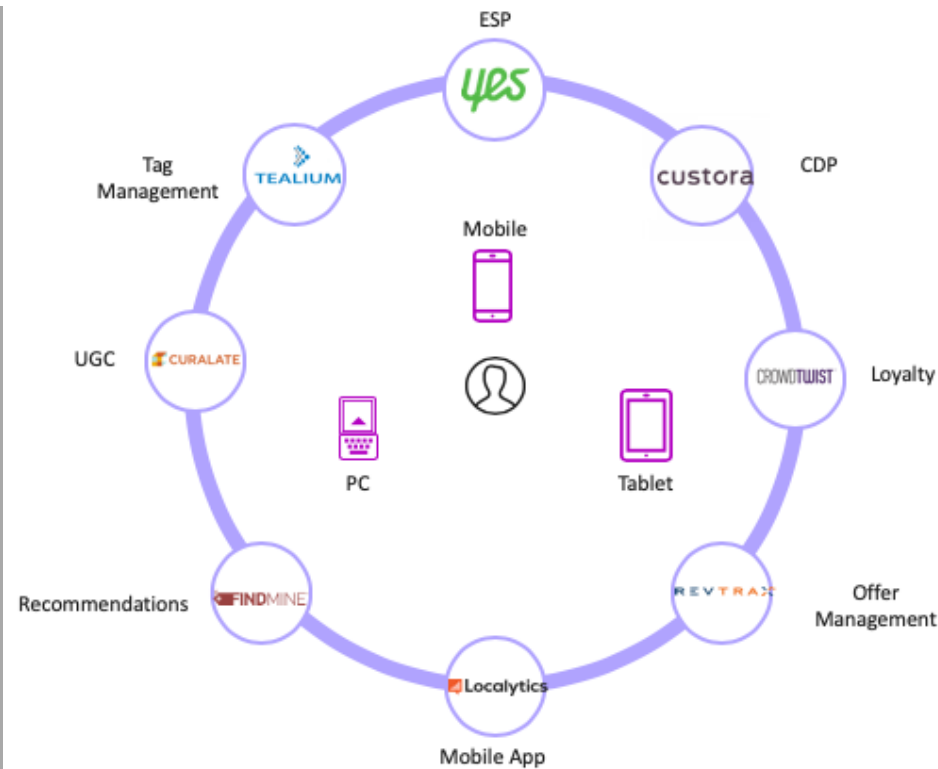 ESP
yes
Tag
Management
TEALIUM
custora
CDP
Mobile
UGC
CURALATE
CROWDTWIST
Loyalty
PC
Tablet
Recommendations
FINDMINE
REVTRAX
Offer
Management
Localytics
Mobile App